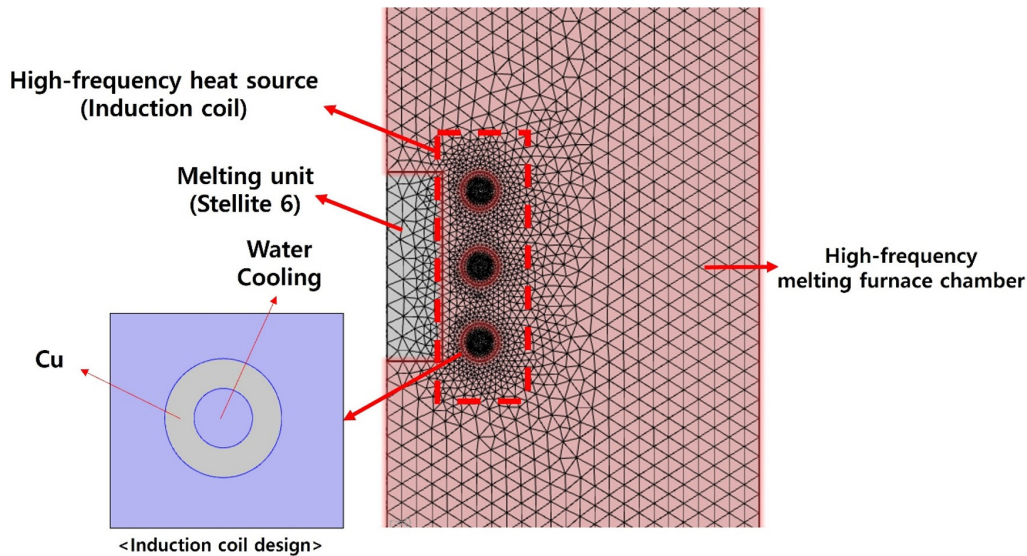 High-frequency heat source
(Induction coil)
Melting unit
(Stellite 6)
Water
Cooling
Cu
High-frequency
melting furnace chamber
<Induction coil design>